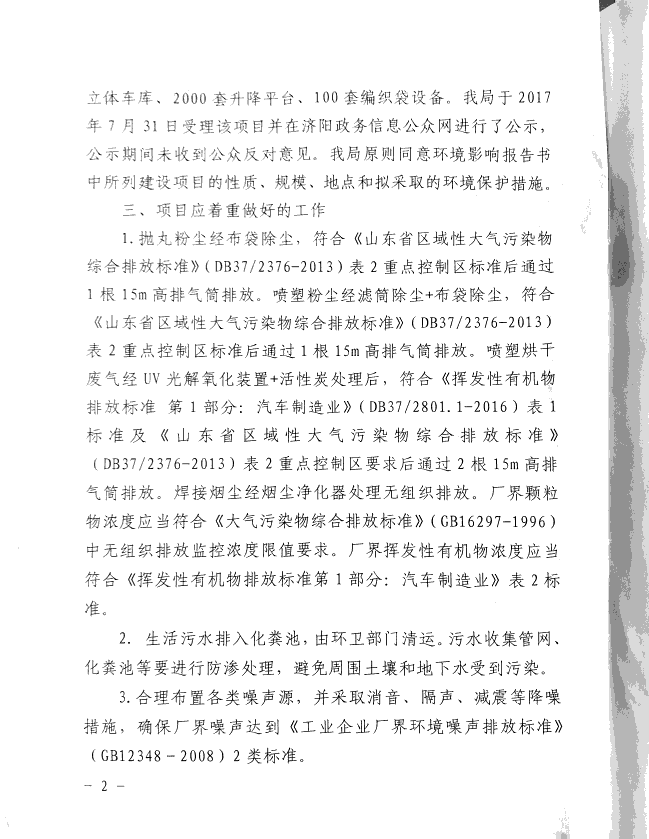 立体车库、2000 套升降平台、100 套编织袋设备。我局于 2017
年 7 月 31 日受理该项目并在济阳政务信息公众网进行了公示，
公示期间未收到公众反对意见。我局原则同意环境影响报告书
中所列建设项目的性质、规模、地点和拟采取的环境保护措施。
三、项目应着重做好的工作
1.抛丸粉尘经布袋除尘，符合《山东省区域性大气污染物
综合排放标准》(DB37/2376-2013) 表 2 重点控制区标准后通过
1 根 15m 高排气筒排放。喷塑粉尘经滤筒除尘+布袋除尘，符合
《山东省区域性大气污染物综合排放标准》(DB37/2376-2013)
表 2 重点控制区标准后通过 1 根 15m 高排气筒排放。喷塑烘干
废气经 UV 光解氧化装置+活性炭处理后，符合《挥发性有机物
排放标准 第 1 部分：汽车制造业》(DB37/2801.1-2016) 表 1
标准及《山东省区域性大气污染物综合排放标准》
(DB37/2376-2013) 表 2 重点控制区要求后通过 2 根 15m 高排
气筒排放。焊接烟尘经烟尘净化器处理无组织排放。厂界颗粒
物浓度应当符合《大气污染物综合排放标准》(GB16297-1996)
中无组织排放监控浓度限值要求。厂界挥发性有机物浓度应当
符合《挥发性有机物排放标准第 1 部分：汽车制造业》表 2 标
准。
2. 生活污水排入化粪池，由环卫部门清运。污水收集管网、
化粪池等要进行防渗处理，避免周围土壤和地下水受到污染。
3.合理布置各类噪声源，并采取消音、隔声、减震等降噪
措施，确保厂界噪声达到《工业企业厂界环境噪声排放标准》
(GB12348-2008) 2 类标准。
- 2 -